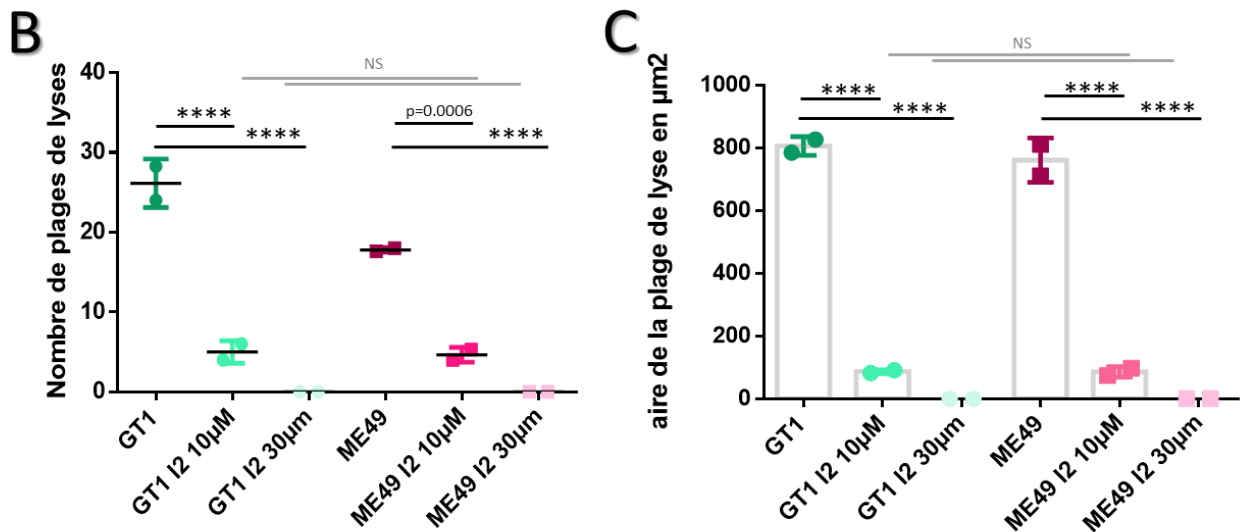 B
Nombre de plages de lyses
40
30
20
10
0
NS
****
****
p=0.0006
****
GT1
GT1 I2 10µM
GT1 I2 30µm
ME49
ME49 I2 10µM
ME49 I2 30µm
C
aire de la plage de lyse en µm2
1000
800
600
400
200
0
NS
****
****
****
****
GT1
GT1 I2 10µM
GT1 I2 30µm
ME49
ME49 I2 10µM
ME49 I2 30µm